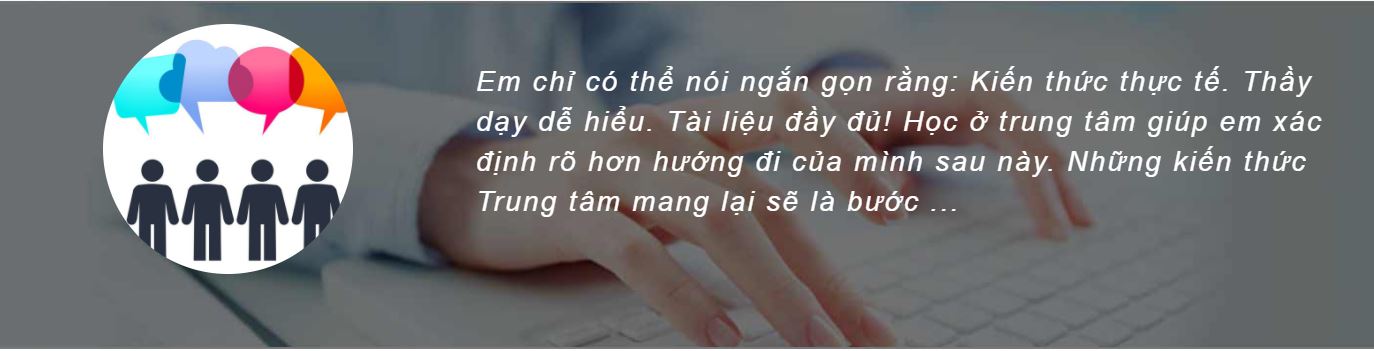 Em chỉ có thể nói ngắn gọn rằng: Kiến thức thực tế. Thầy
dạy dễ hiểu. Tài liệu đầy đủ! Học ở trung tâm giúp em xác
định rõ hơn hướng đi của mình sau này. Những kiến thức
Trung tâm mang lại sẽ là bước ...